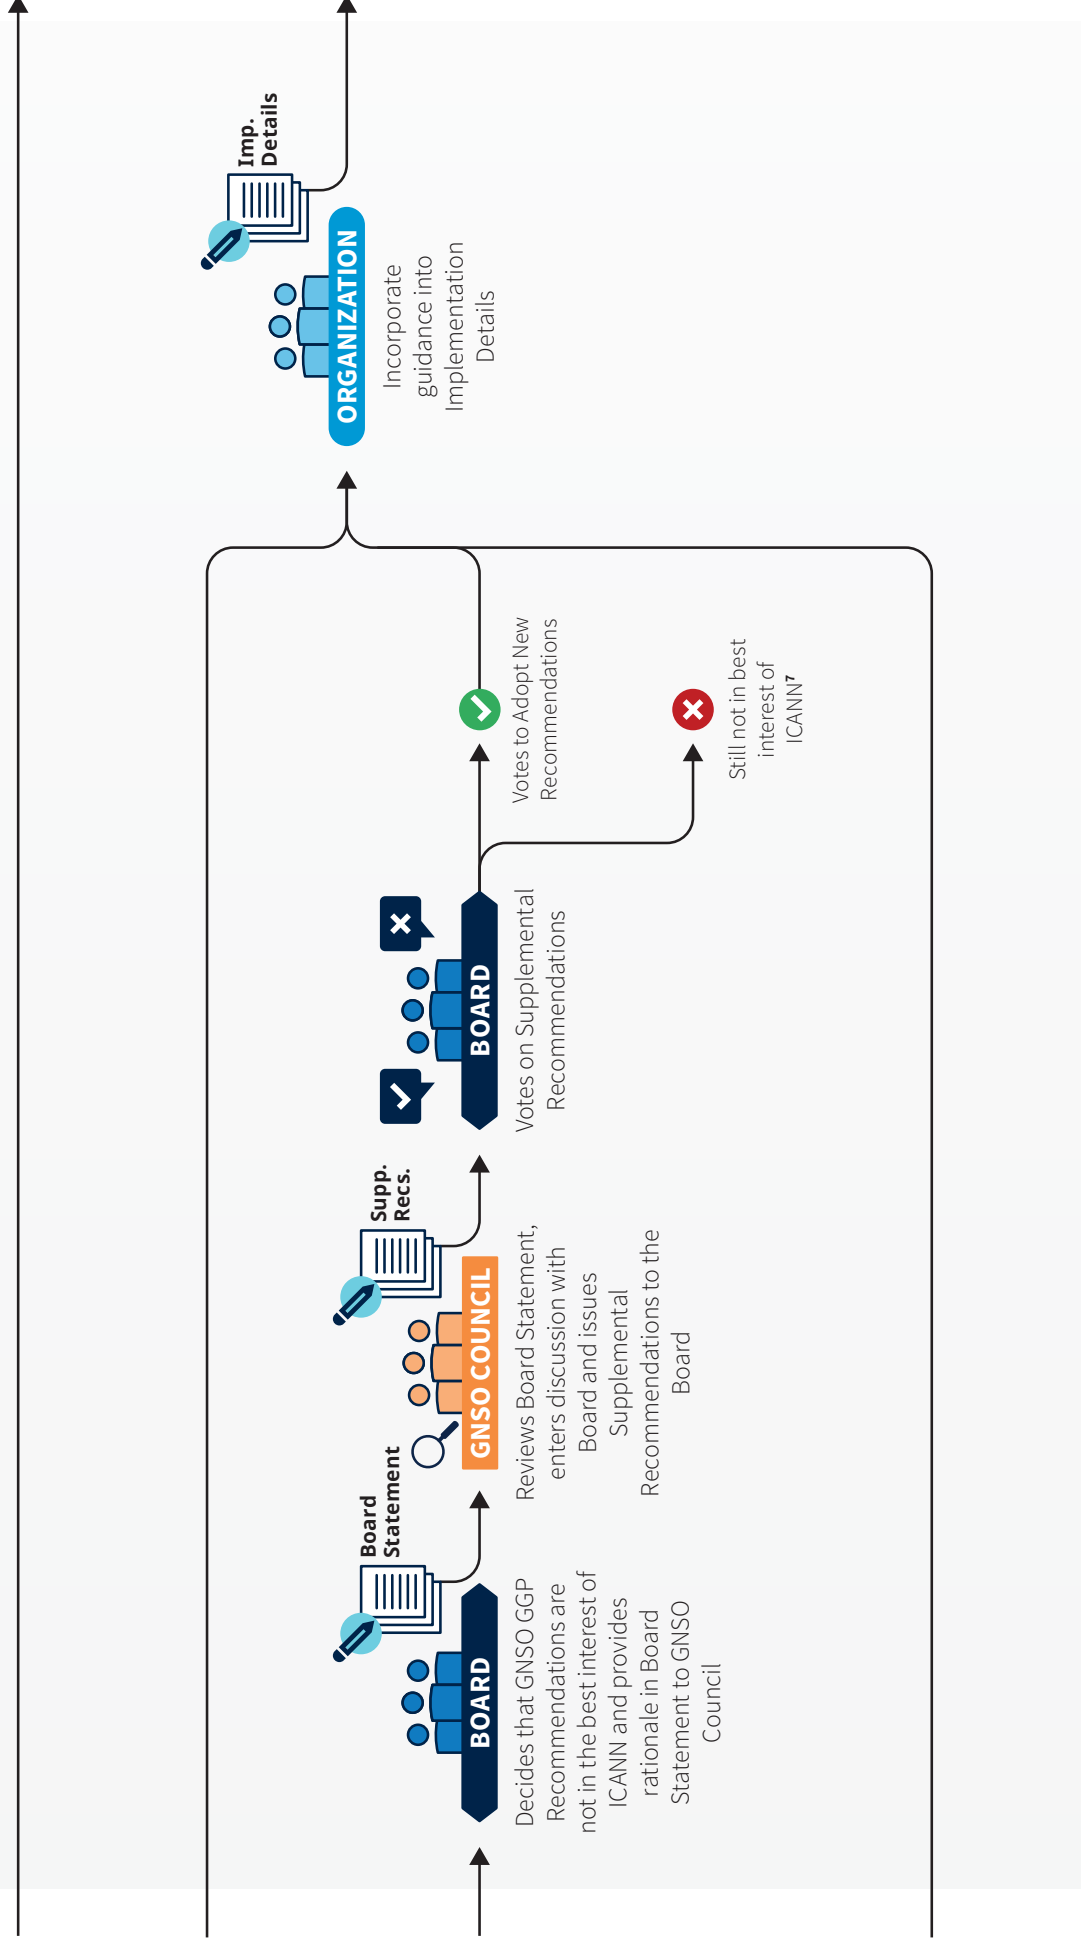 Board
Statement
BOARD
Decides that GNSO GGP
Recommendations are
not in the best interest of
ICANN and provides
rationale in Board
Statement to GNSO
Council
Supp.
Recs.
GNSO COUNCIL
Reviews Board Statement,
enters discussion with
Board and issues
Supplemental
Recommendations to the
Board
BOARD
Votes on Supplemental
Recommendations
Votes to Adopt New
Recommendations
Still not in best
interest of
ICANN⁷
Imp.
Details
ORGANIZATION
Incorporate
guidance into
Implementation
Details